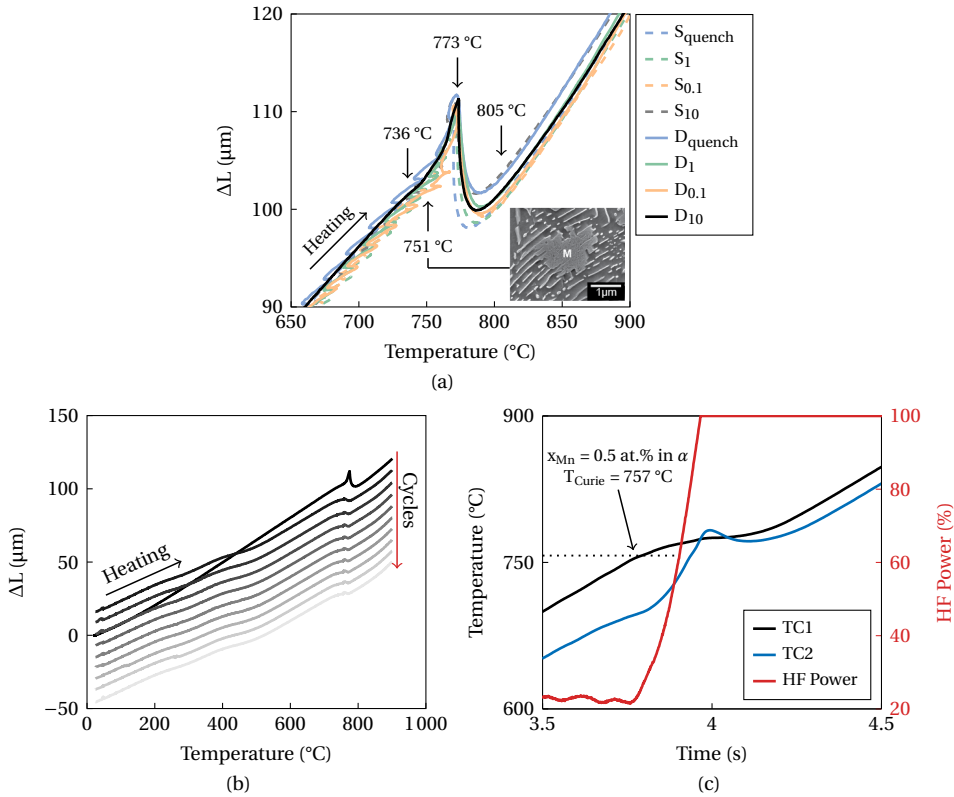 120
110
100
90
ΔL (μm)
773 °C
736 °C
805 °C
751 °C
Heating
M
1μm
650
700
750
800
850
900
Temperature (°C)
S_quench
S_1
S_0.1
S_10
D_quench
D_1
D_0.1
D_10
(a)
150
100
50
0
−50
ΔL (μm)
Heating
Cycles
0
200
400
600
800
1000
Temperature (°C)
(b)
900
750
600
Temperature (°C)
x_Mn = 0.5 at.% in α
T_Curie = 757 °C
TC1
TC2
HF Power
100
80
60
40
20
HF Power (%)
3.5
4
4.5
Time (s)
(c)